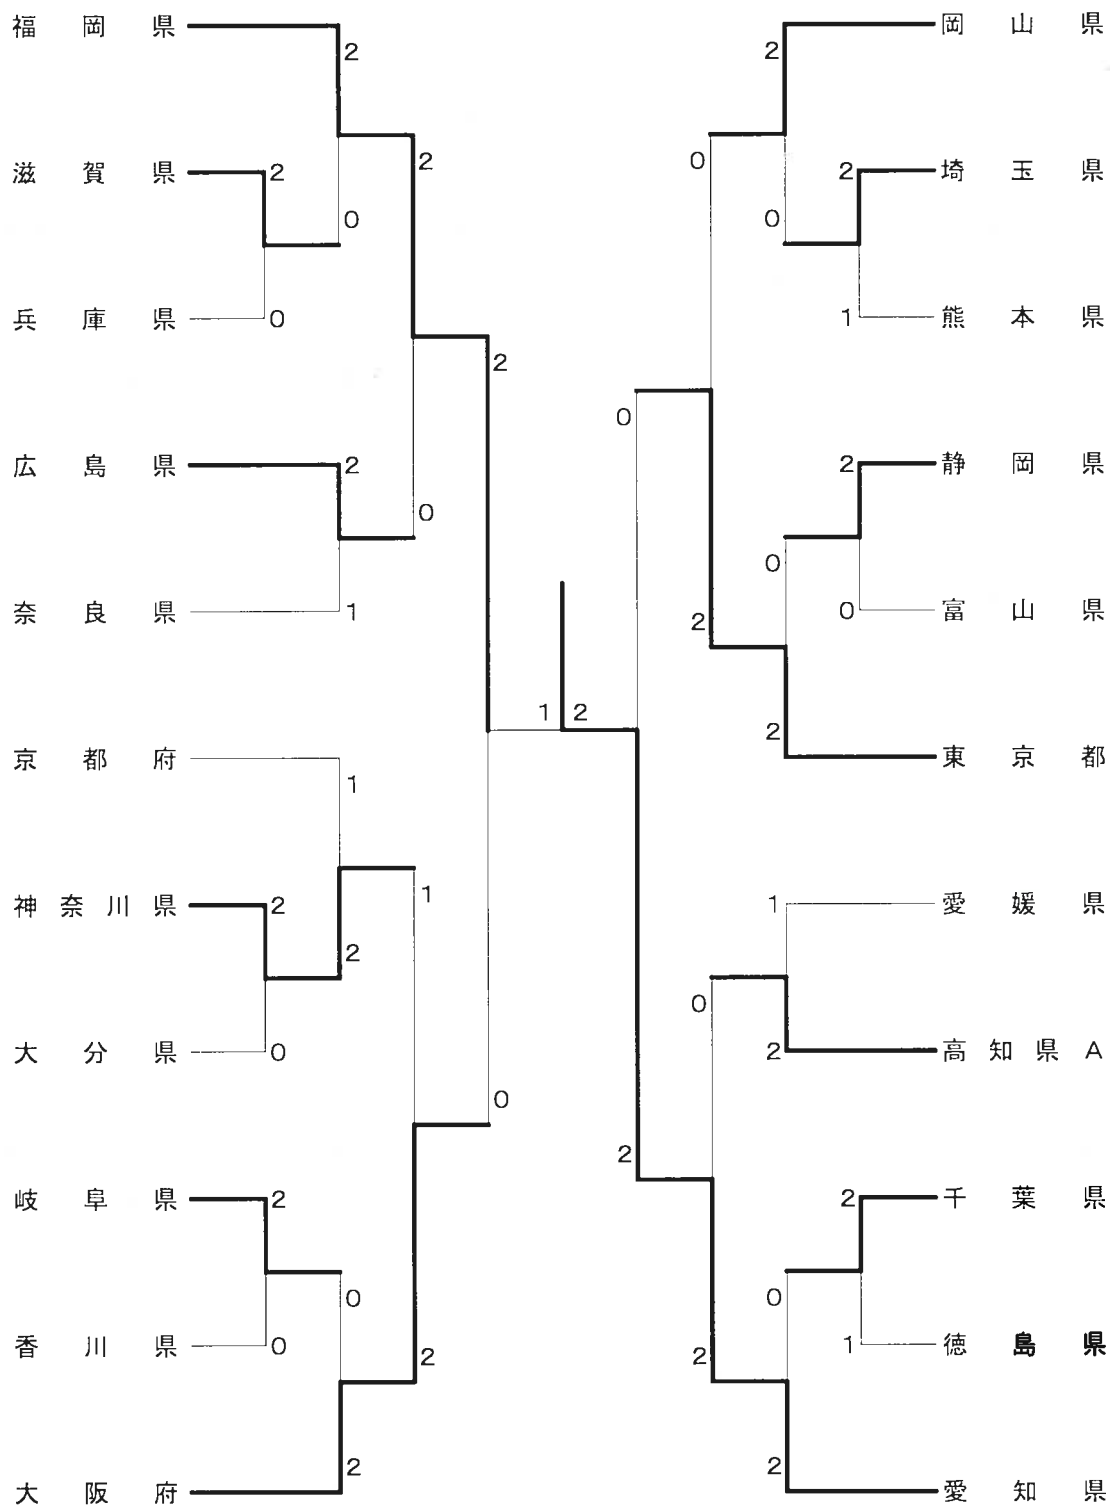 福岡県
2
滋賀県
2
2
0
兵庫県
0
2
広島県
2
0
奈良県
1
京都府
1
神奈川県
2
1
2
大分県
0
0
岐阜県
2
0
香川県
0
2
大阪府
2
1
2
岡山県
2
0
埼玉県
2
0
熊本県
1
0
静岡県
2
0
富山県
0
2
東京都
2
愛媛県
1
0
高知県A
2
2
千葉県
2
0
徳島県
1
2
愛知県
2